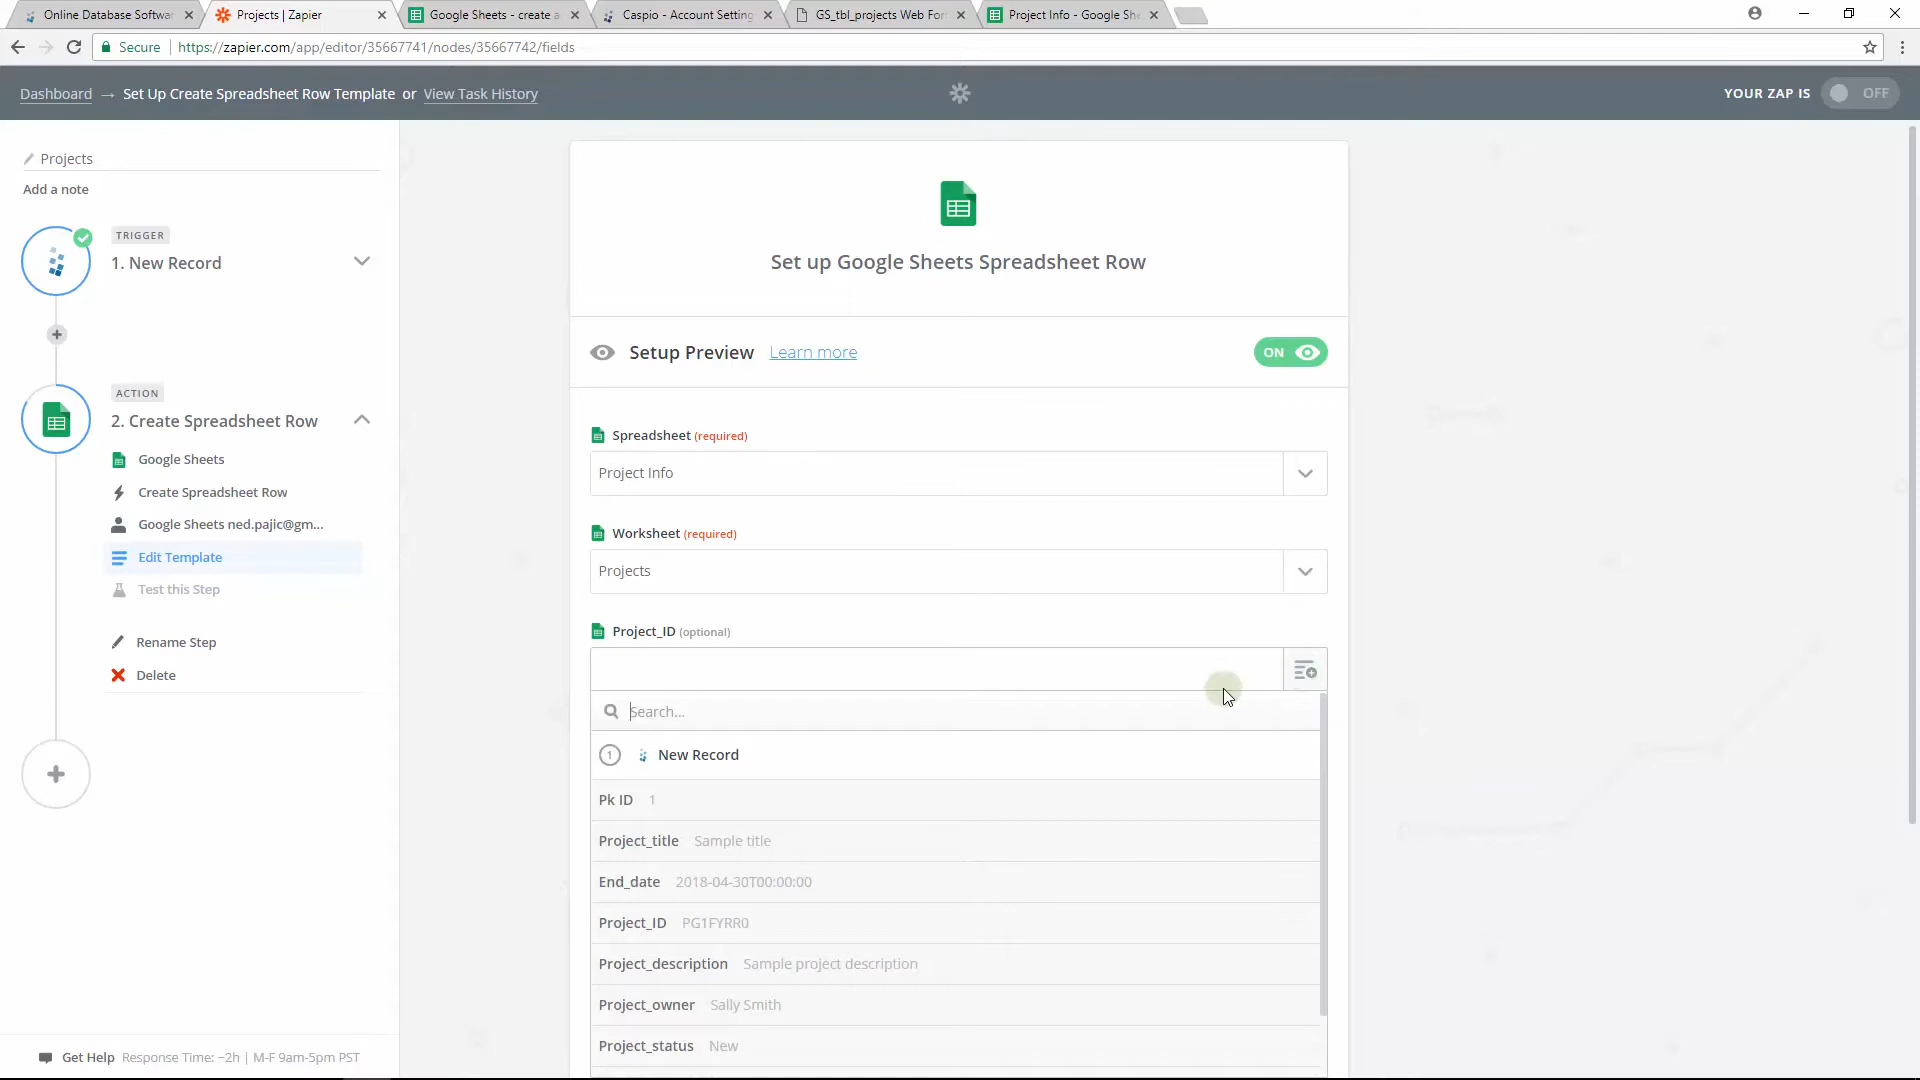 Online Database Softwar
Projects | Zapier
Google Sheets - create a
Caspio - Account Setting
GS_tbl_projects Web For
Project Info - Google She
Secure
https://zapier.com/app/editor/35667741/nodes/35667742/fields
Dashboard → Set Up Create Spreadsheet Row Template or View Task History
YOUR ZAP IS OFF
Projects
Add a note
TRIGGER
1. New Record
ACTION
2. Create Spreadsheet Row
Google Sheets
Create Spreadsheet Row
Google Sheets ned.pajic@gm...
Edit Template
Test this Step
Rename Step
Delete
Get Help Response Time: ~2h | M-F 9am-5pm PST
Set up Google Sheets Spreadsheet Row
Setup Preview Learn more
ON
Spreadsheet (required)
Project Info
Worksheet (required)
Projects
Project_ID (optional)
Search...
1 New Record
Pk ID 1
Project_title Sample title
End_date 2018-04-30T00:00:00
Project_ID PG1FYRR0
Project_description Sample project description
Project_owner Sally Smith
Project_status New